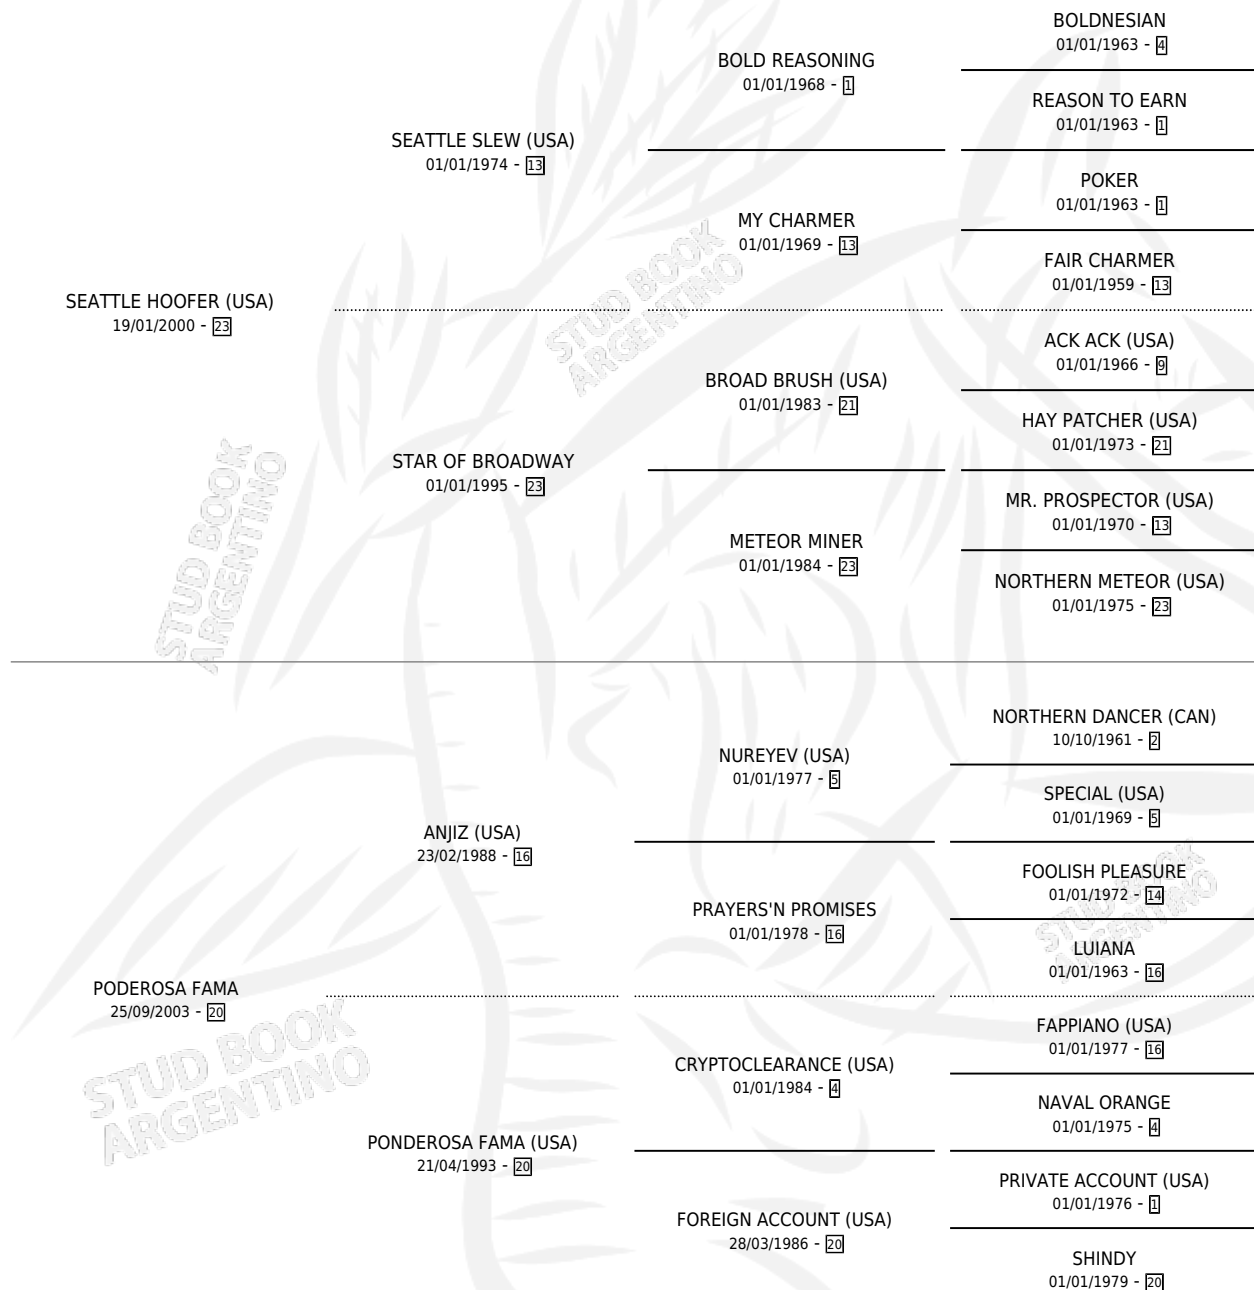 BOLDNESIAN
01/01/1963 - 4
BOLD REASONING
01/01/1968 - 1
REASON TO EARN
01/01/1963 - 1
SEATTLE SLEW (USA)
01/01/1974 - 13
POKER
01/01/1963 - 1
MY CHARMER
01/01/1969 - 13
FAIR CHARMER
01/01/1959 - 13
SEATTLE HOOFER (USA)
19/01/2000 - 23
STUD BOOK
ARGENTINO
ACK ACK (USA)
01/01/1966 - 9
BROAD BRUSH (USA)
01/01/1983 - 21
HAY PATCHER (USA)
01/01/1973 - 21
STAR OF BROADWAY
01/01/1995 - 23
MR. PROSPECTOR (USA)
01/01/1970 - 13
METEOR MINER
01/01/1984 - 23
NORTHERN METEOR (USA)
01/01/1975 - 23
STUD BOOK
ARGENTINO
NORTHERN DANCER (CAN)
10/10/1961 - 2
NUREYEV (USA)
01/01/1977 - 5
SPECIAL (USA)
01/01/1969 - 5
ANJIZ (USA)
23/02/1988 - 16
FOOLISH PLEASURE
01/01/1972 - 14
PRAYERS'N PROMISES
01/01/1978 - 16
STUD BOOK
ARGENTINO
LUIANA
01/01/1963 - 16
PODEROSA FAMA
25/09/2003 - 20
FAPPIANO (USA)
01/01/1977 - 16
CRYPTOCLEARANCE (USA)
01/01/1984 - 4
STUD BOOK
ARGENTINO
NAVAL ORANGE
01/01/1975 - 4
PONDEROSA FAMA (USA)
21/04/1993 - 20
PRIVATE ACCOUNT (USA)
01/01/1976 - 1
FOREIGN ACCOUNT (USA)
28/03/1986 - 20
SHINDY
01/01/1979 - 20